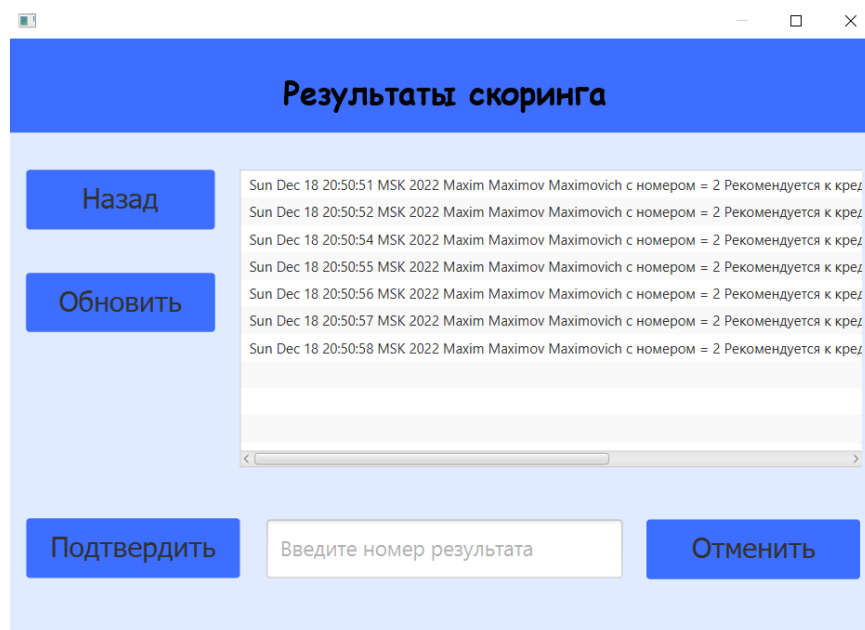 Результаты скоринга
Назад
Обновить
Sun Dec 18 20:50:51 MSK 2022 Maxim Maximov Maximovich с номером = 2 Рекомендуется к кред
Sun Dec 18 20:50:52 MSK 2022 Maxim Maximov Maximovich с номером = 2 Рекомендуется к кред
Sun Dec 18 20:50:54 MSK 2022 Maxim Maximov Maximovich с номером = 2 Рекомендуется к кред
Sun Dec 18 20:50:55 MSK 2022 Maxim Maximov Maximovich с номером = 2 Рекомендуется к кред
Sun Dec 18 20:50:56 MSK 2022 Maxim Maximov Maximovich с номером = 2 Рекомендуется к кред
Sun Dec 18 20:50:57 MSK 2022 Maxim Maximov Maximovich с номером = 2 Рекомендуется к кред
Sun Dec 18 20:50:58 MSK 2022 Maxim Maximov Maximovich с номером = 2 Рекомендуется к кред
Подтвердить
Введите номер результата
Отменить